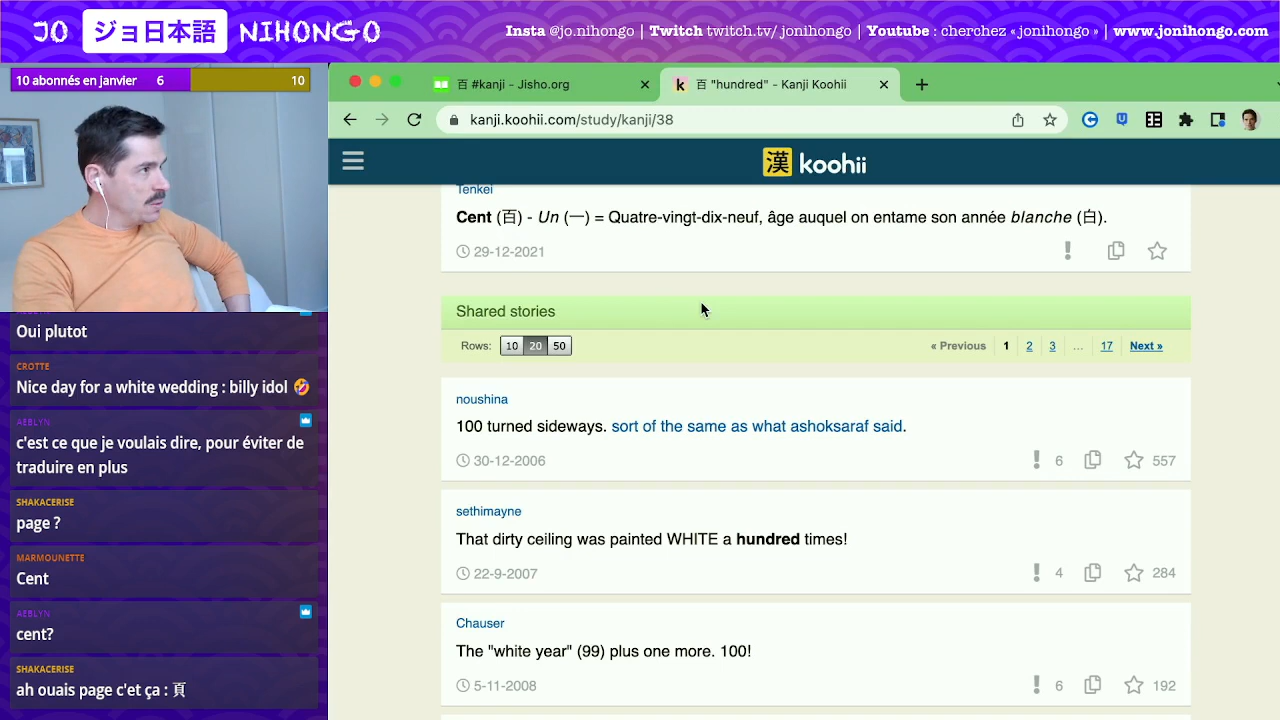 JO ジョ日本語 NIHONGO
Insta @jo.nihongo | Twitch twitch.tv/ jonihongo | Youtube : cherchez « jonihongo » | www.jonihongo.com
10 abonnés en janvier 6 10
百 #kanji - Jisho.org
k 百 "hundred" - Kanji Koohii
kanji.koohii.com/study/kanji/38
漢 koohii
Tenkei
Cent (百) - Un (一) = Quatre-vingt-dix-neuf, âge auquel on entame son année blanche (白).
29-12-2021
Shared stories
Rows: 10 20 50
« Previous 1 2 3 ... 17 Next »
noushina
100 turned sideways. sort of the same as what ashoksaraf said.
30-12-2006 6 557
sethimayne
That dirty ceiling was painted WHITE a hundred times!
22-9-2007 4 284
Chauser
The "white year" (99) plus one more. 100!
5-11-2008 6 192
Oui plutot
CROTTE
Nice day for a white wedding : billy idol 🤣
AEBLYN
c'est ce que je voulais dire, pour éviter de
traduire en plus
SHAKACERISE
page ?
MARMOUNETTE
Cent
AEBLYN
cent?
SHAKACERISE
ah ouais page c'et ça : 頁